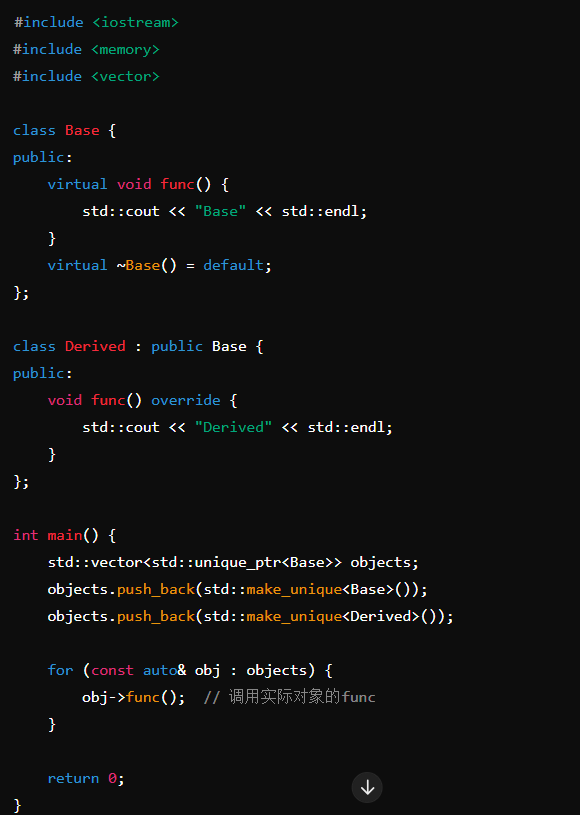 #include <iostream>
#include <memory>
#include <vector>

class Base {
public:
    virtual void func() {
        std::cout << "Base" << std::endl;
    }
    virtual ~Base() = default;
};

class Derived : public Base {
public:
    void func() override {
        std::cout << "Derived" << std::endl;
    }
};

int main() {
    std::vector<std::unique_ptr<Base>> objects;
    objects.push_back(std::make_unique<Base>());
    objects.push_back(std::make_unique<Derived>());

    for (const auto& obj : objects) {
        obj->func();  // 调用实际对象的func
    }

    return 0;
}